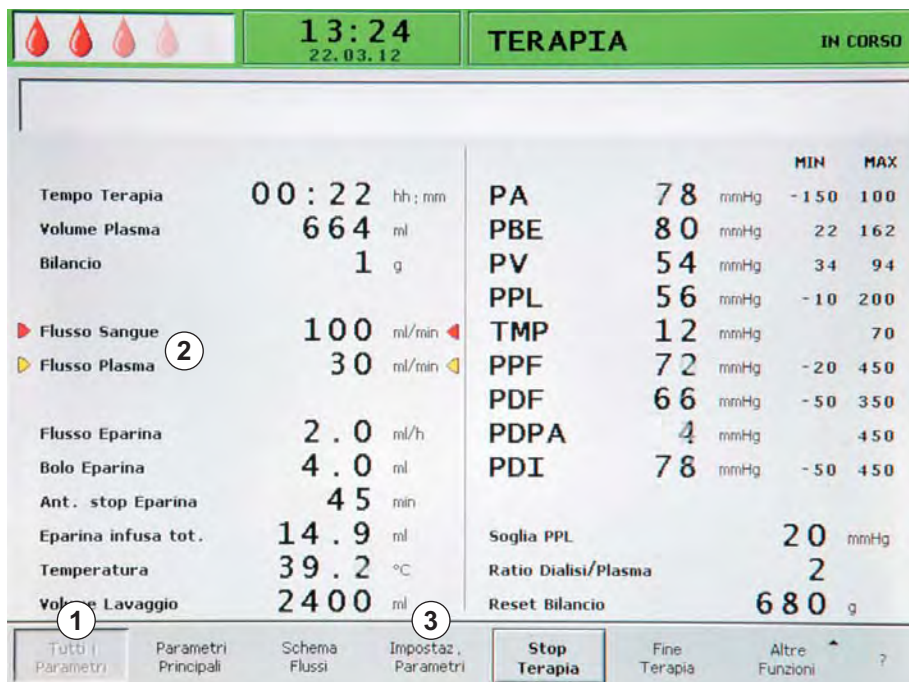 13:24
22.03.12
TERAPIA
IN CORSO
MIN MAX
Tempo Terapia 00:22 hh:mm
Volume Plasma 664 ml
Bilancio 1 g
Flusso Sangue 100 ml/min
Flusso Plasma 30 ml/min
2
Flusso Eparina 2.0 ml/h
Bolo Eparina 4.0 ml
Ant. stop Eparina 45 min
Eparina infusa tot. 14.9 ml
Temperatura 39.2 °C
Volume Lavaggio 2400 ml
PA 78 mmHg -150 100
PBE 80 mmHg 22 162
PV 54 mmHg 34 94
PPL 56 mmHg -10 200
TMP 12 mmHg 70
PPF 72 mmHg -20 450
PDF 66 mmHg -50 350
PDPA 4 mmHg 450
PDI 78 mmHg -50 450
Soglia PPL 20 mmHg
Ratio Dialisi/Plasma 2
Reset Bilancio 680 g
1
3
Tutti i
Parametri
Parametri
Principali
Schema
Flussi
Impostaz.
Parametri
Stop
Terapia
Fine
Terapia
Altre
Funzioni
?